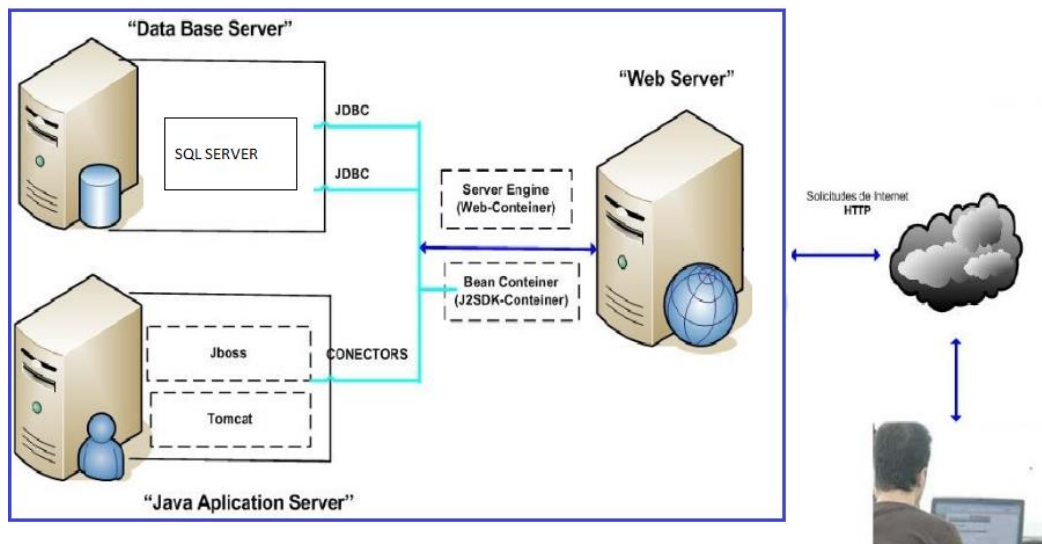 “Data Base Server”
“Web Server”
JDBC
SQL SERVER
JDBC
Server Engine
(Web-Conteiner)
Solicitudes de Internet
HTTP
Bean Conteiner
(J2SDK-Conteiner)
Jboss
CONECTORS
Tomcat
“Java Aplication Server”